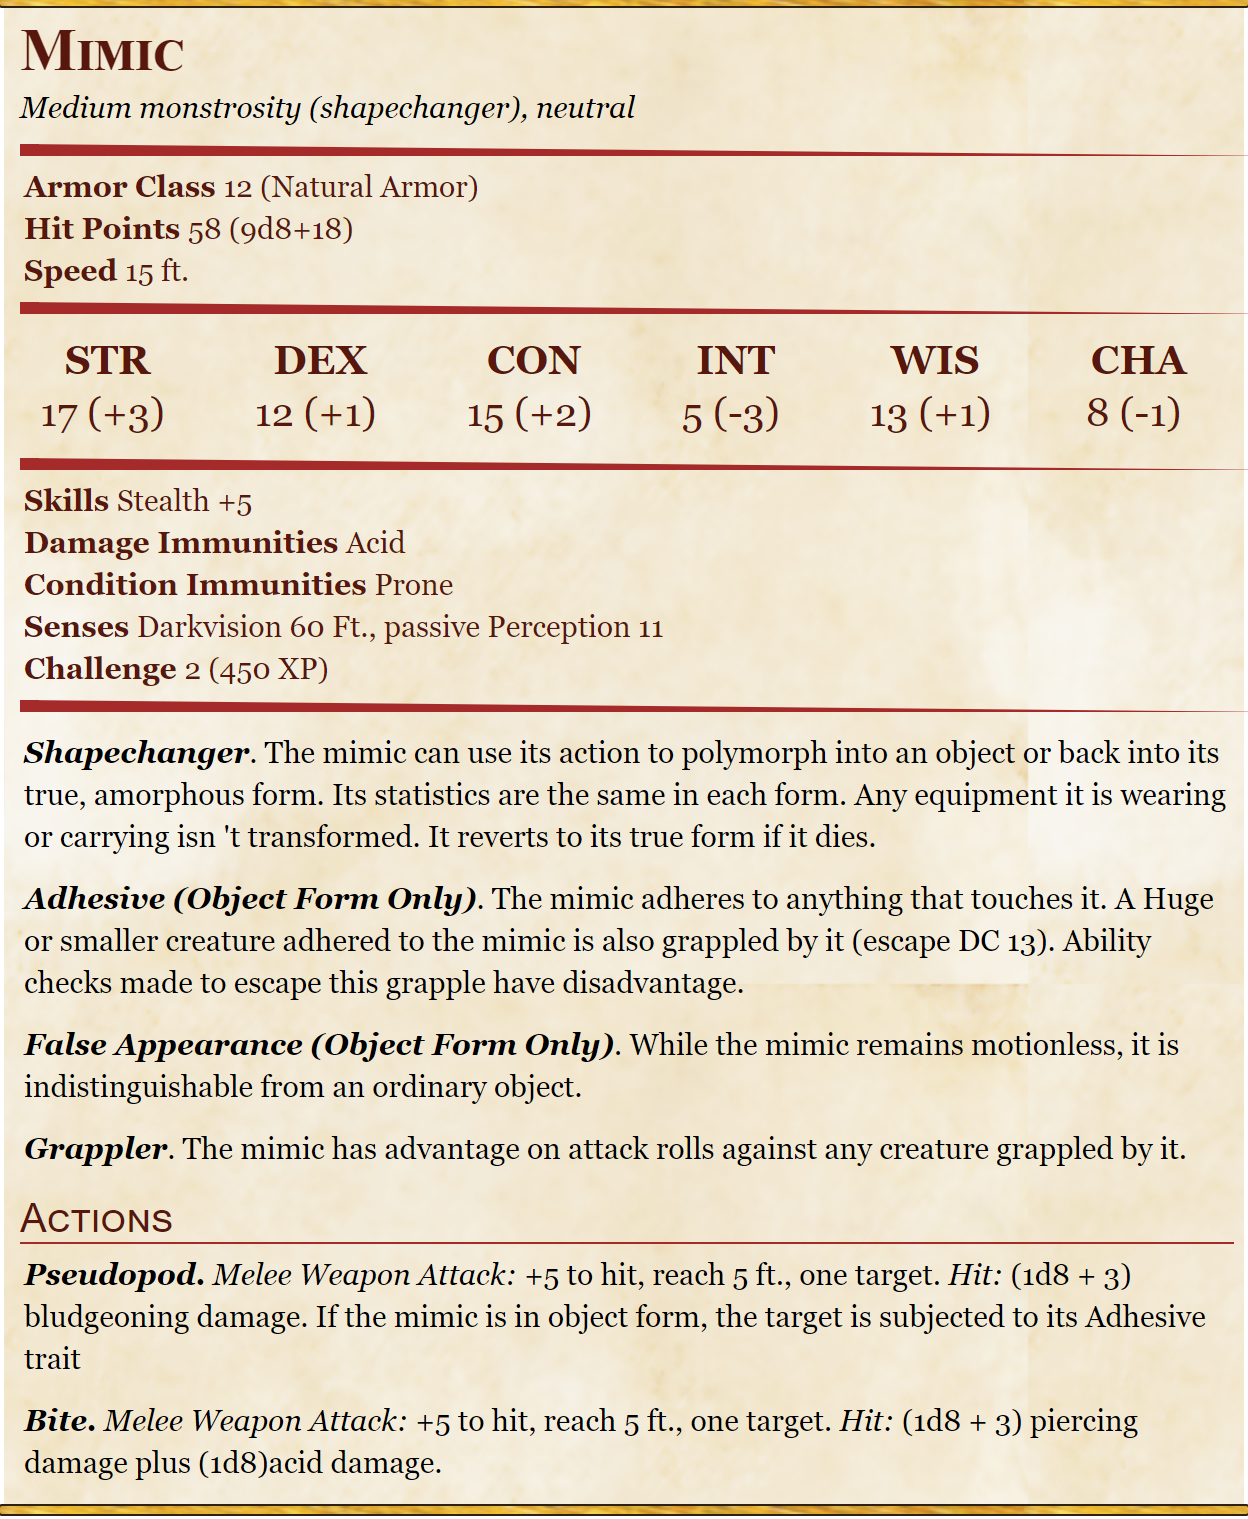 Mimic
Medium monstrosity (shapechanger), neutral
Armor Class 12 (Natural Armor)
Hit Points 58 (9d8+18)
Speed 15 ft.
STR DEX CON INT WIS CHA
17 (+3) 12 (+1) 15 (+2) 5 (-3) 13 (+1) 8 (-1)
Skills Stealth +5
Damage Immunities Acid
Condition Immunities Prone
Senses Darkvision 60 Ft., passive Perception 11
Challenge 2 (450 XP)
Shapechanger. The mimic can use its action to polymorph into an object or back into its
true, amorphous form. Its statistics are the same in each form. Any equipment it is wearing
or carrying isn 't transformed. It reverts to its true form if it dies.
Adhesive (Object Form Only). The mimic adheres to anything that touches it. A Huge
or smaller creature adhered to the mimic is also grappled by it (escape DC 13). Ability
checks made to escape this grapple have disadvantage.
False Appearance (Object Form Only). While the mimic remains motionless, it is
indistinguishable from an ordinary object.
Grappler. The mimic has advantage on attack rolls against any creature grappled by it.
Actions
Pseudopod. Melee Weapon Attack: +5 to hit, reach 5 ft., one target. Hit: (1d8 + 3)
bludgeoning damage. If the mimic is in object form, the target is subjected to its Adhesive
trait
Bite. Melee Weapon Attack: +5 to hit, reach 5 ft., one target. Hit: (1d8 + 3) piercing
damage plus (1d8)acid damage.